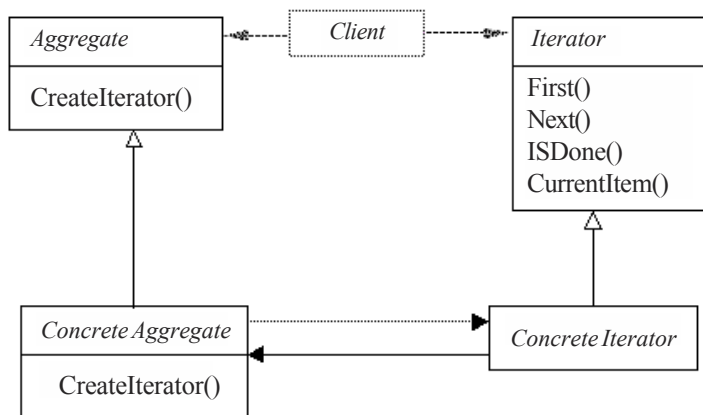 Aggregate
Client
Iterator
CreateIterator()
First()
Next()
ISDone()
CurrentItem()
Concrete Aggregate
Concrete Iterator
CreateIterator()